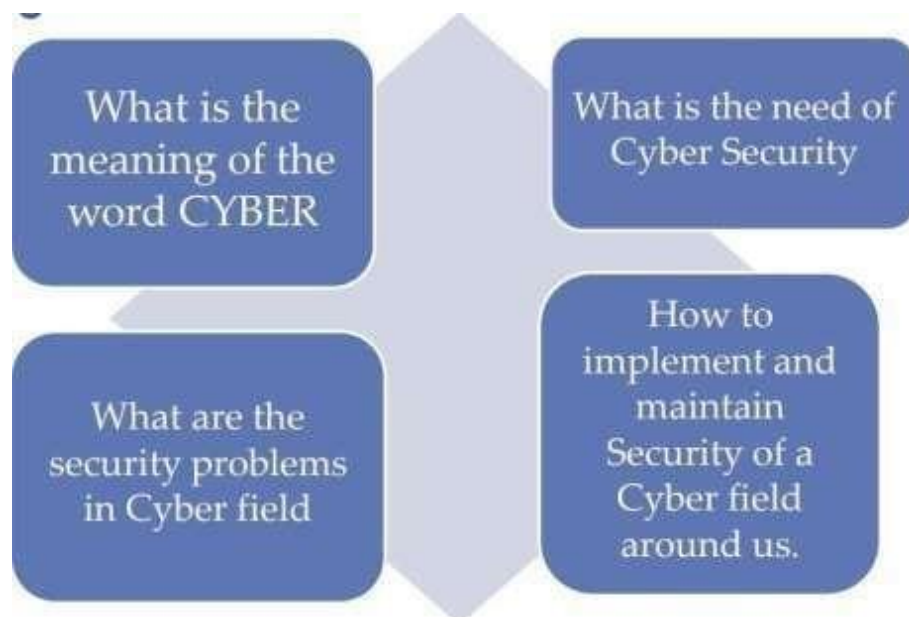 What is the
meaning of the
word CYBER
What is the need of
Cyber Security
What are the
security problems
in Cyber field
How to
implement and
maintain
Security of a
Cyber field
around us.